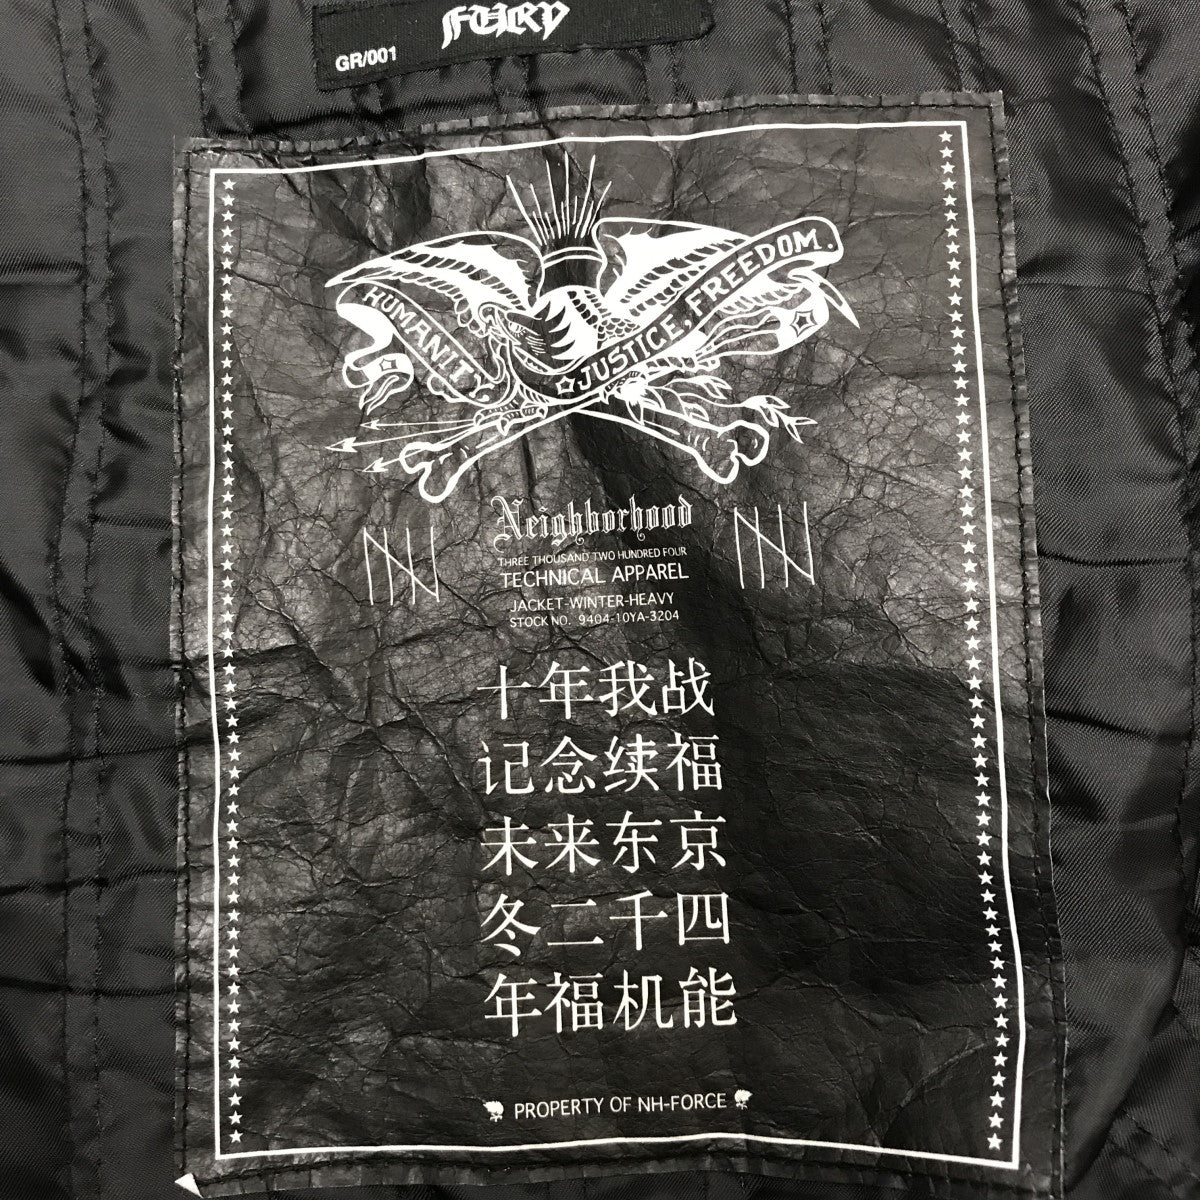 FURY
GR/001
HUMANITY
JUSTICE, FREEDOM.
Neighborhood
THREE THOUSAND TWO HUNDRED FOUR
TECHNICAL APPAREL
JACKET-WINTER-HEAVY
STOCK NO. 9404-10YA-3204
十年我战
记念续福
未来东京
冬二千四
年福机能
PROPERTY OF NH-FORCE